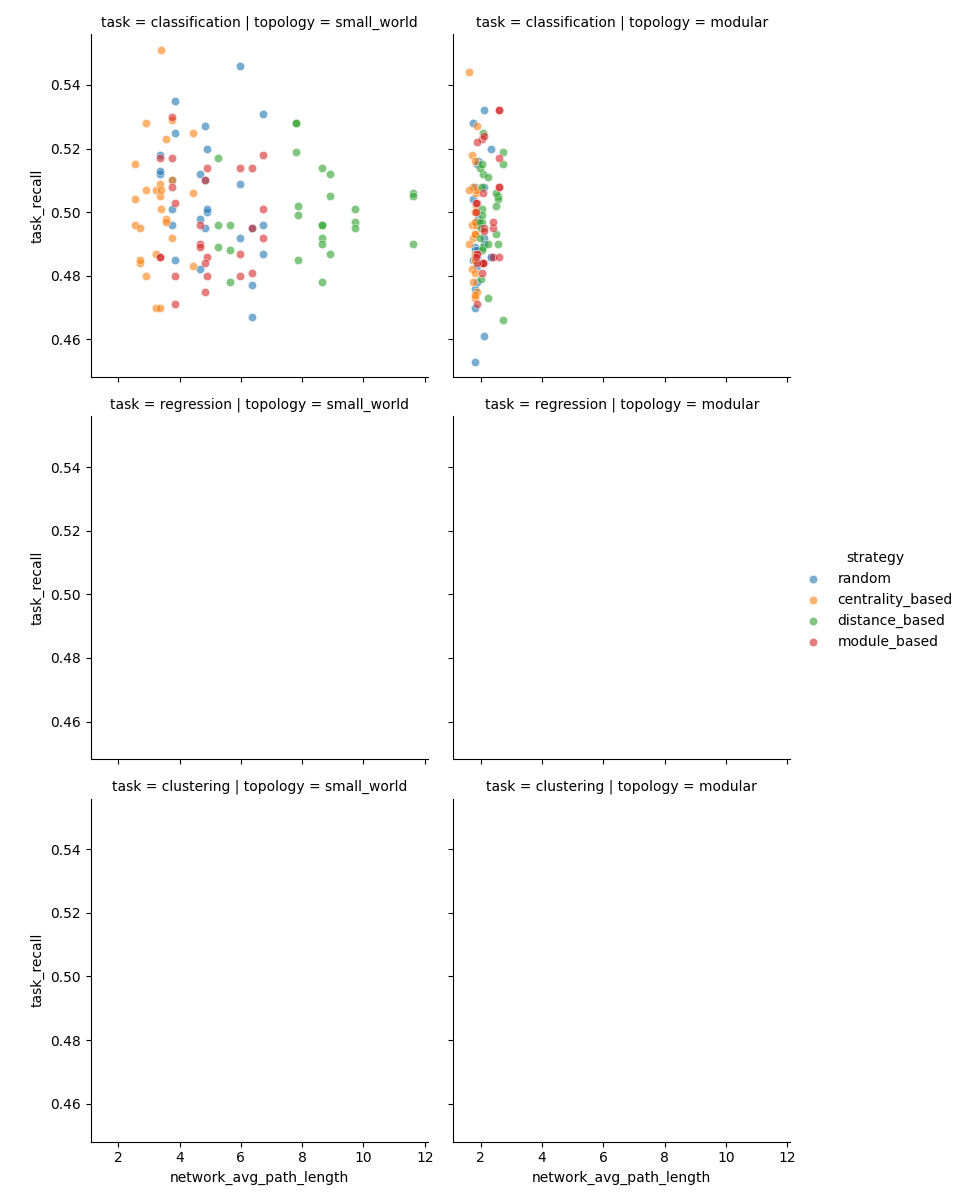 task = classification | topology = small_world
task = classification | topology = modular
0.54
0.52
0.50
0.48
0.46
task_recall
task = regression | topology = small_world
task = regression | topology = modular
0.54
0.52
0.50
0.48
0.46
task_recall
strategy
random
centrality_based
distance_based
module_based
task = clustering | topology = small_world
task = clustering | topology = modular
0.54
0.52
0.50
0.48
0.46
task_recall
2 4 6 8 10 12
network_avg_path_length
2 4 6 8 10 12
network_avg_path_length